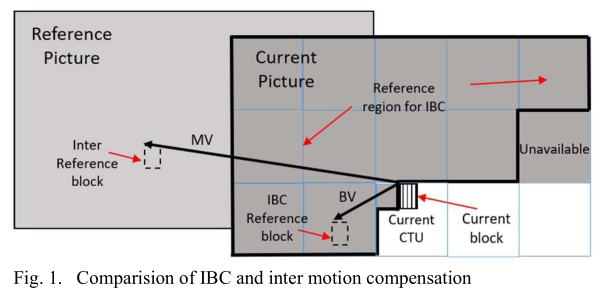 Reference
Picture
Current
Picture
Reference
region for IBC
MV
Inter
Reference
block
Unavailable
IBC
Reference
block
BV
Current
CTU
Current
block
Fig. 1. Comparision of IBC and inter motion compensation